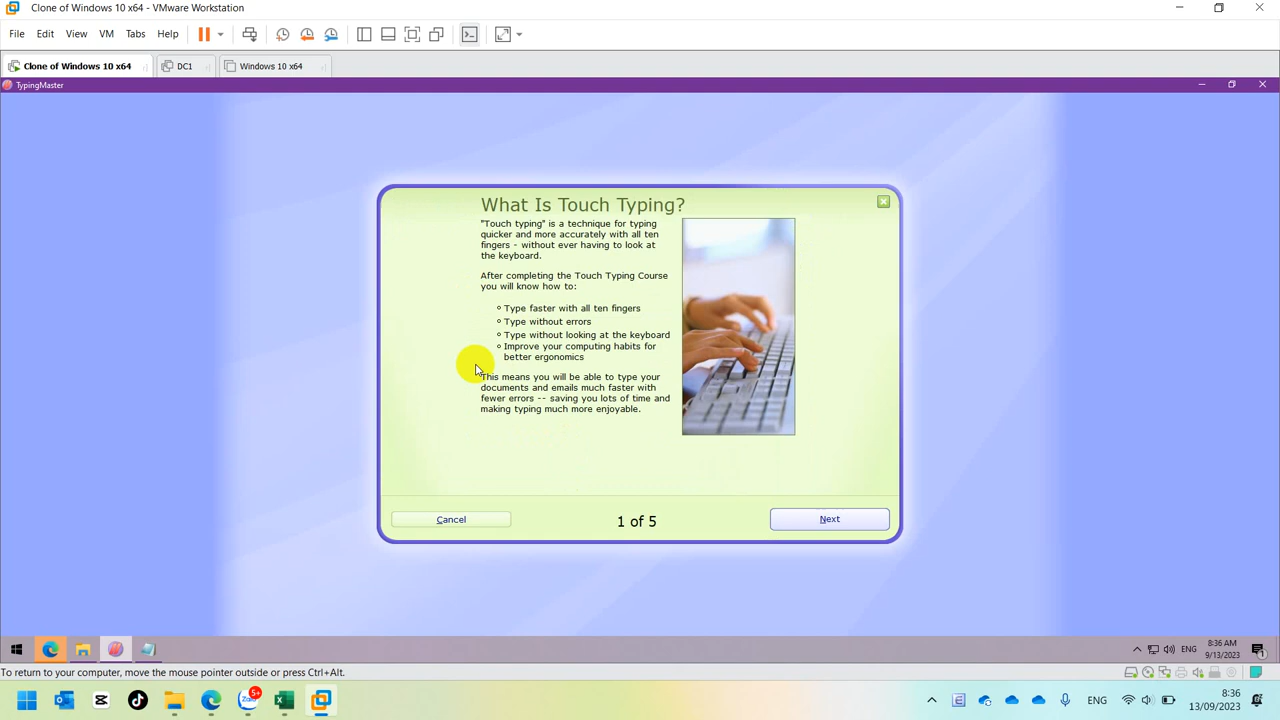 Clone of Windows 10 x64 - VMware Workstation
File Edit View VM Tabs Help
Clone of Windows 10 x64 DC1 Windows 10 x64
TypingMaster
What Is Touch Typing?
"Touch typing" is a technique for typing
quicker and more accurately with all ten
fingers - without ever having to look at
the keyboard.
After completing the Touch Typing Course
you will know how to:
Type faster with all ten fingers
Type without errors
Type without looking at the keyboard
Improve your computing habits for
better ergonomics
This means you will be able to type your
documents and emails much faster with
fewer errors -- saving you lots of time and
making typing much more enjoyable.
Cancel 1 of 5 Next
ENG 8:36 AM
9/13/2023
To return to your computer, move the mouse pointer outside or press Ctrl+Alt.
Zalo 5+ ENG 8:36
13/09/2023